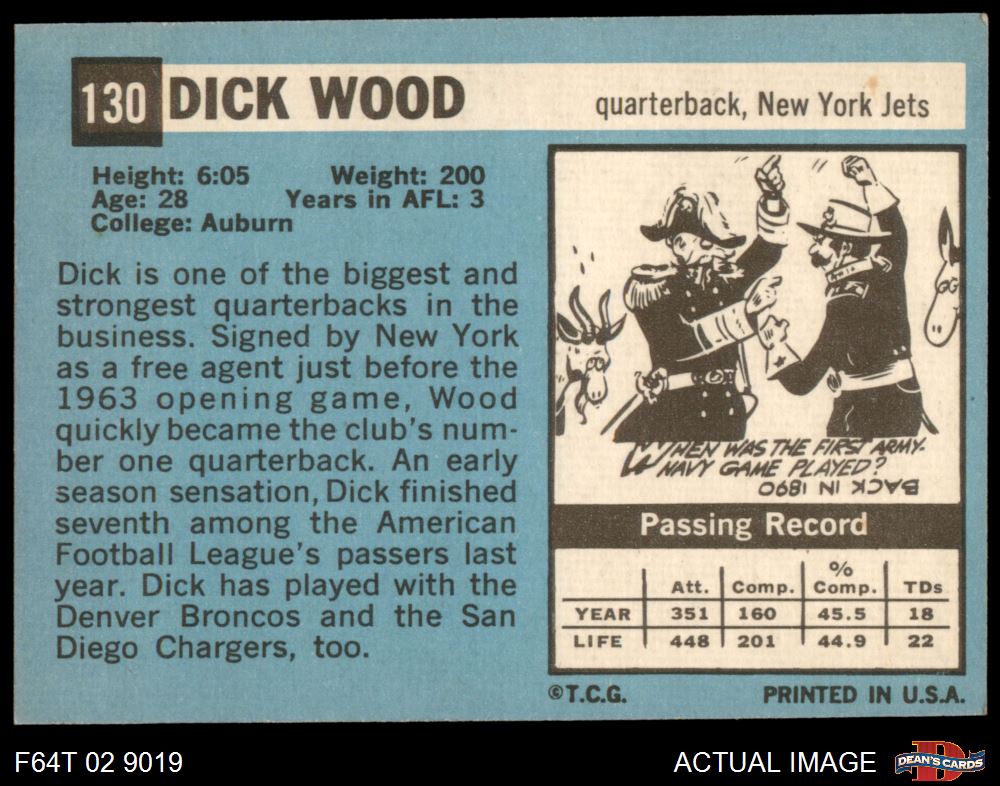 130 DICK WOOD quarterback, New York Jets
Height: 6:05 Weight: 200
Age: 28 Years in AFL: 3
College: Auburn
Dick is one of the biggest and
strongest quarterbacks in the
business. Signed by New York
as a free agent just before the
1963 opening game, Wood
quickly became the club's num-
ber one quarterback. An early
season sensation, Dick finished
seventh among the American
Football League's passers last
year. Dick has played with the
Denver Broncos and the San
Diego Chargers, too.
WHEN WAS THE FIRST ARMY-
NAVY GAME PLAYED?
BACK IN 1890
Passing Record
Att. Comp. % Comp. TDs
YEAR 351 160 45.5 18
LIFE 448 201 44.9 22
©T.C.G. PRINTED IN U.S.A.
F64T 02 9019 ACTUAL IMAGE
D
DEAN'S CARDS